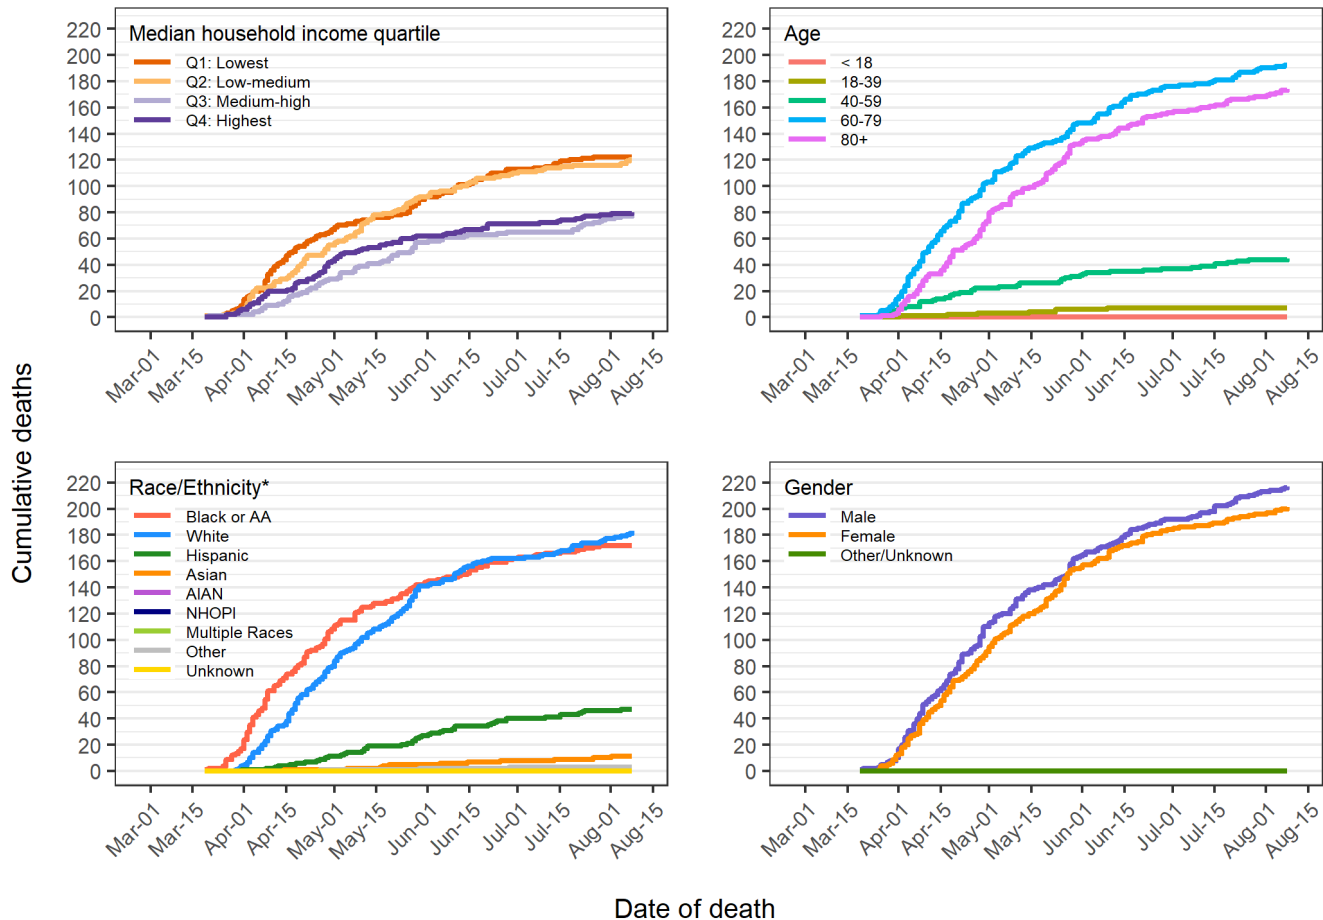 Median household income quartile
Q1: Lowest
Q2: Low-medium
Q3: Medium-high
Q4: Highest
220
200
180
160
140
120
100
80
60
40
20
0
Mar-01
Mar-15
Apr-01
Apr-15
May-01
May-15
Jun-01
Jun-15
Jul-01
Jul-15
Aug-01
Aug-15
Age
< 18
18-39
40-59
60-79
80+
220
200
180
160
140
120
100
80
60
40
20
0
Mar-01
Mar-15
Apr-01
Apr-15
May-01
May-15
Jun-01
Jun-15
Jul-01
Jul-15
Aug-01
Aug-15
Cumulative deaths
Race/Ethnicity*
Black or AA
White
Hispanic
Asian
AIAN
NHOPI
Multiple Races
Other
Unknown
220
200
180
160
140
120
100
80
60
40
20
0
Mar-01
Mar-15
Apr-01
Apr-15
May-01
May-15
Jun-01
Jun-15
Jul-01
Jul-15
Aug-01
Aug-15
Gender
Male
Female
Other/Unknown
220
200
180
160
140
120
100
80
60
40
20
0
Mar-01
Mar-15
Apr-01
Apr-15
May-01
May-15
Jun-01
Jun-15
Jul-01
Jul-15
Aug-01
Aug-15
Date of death